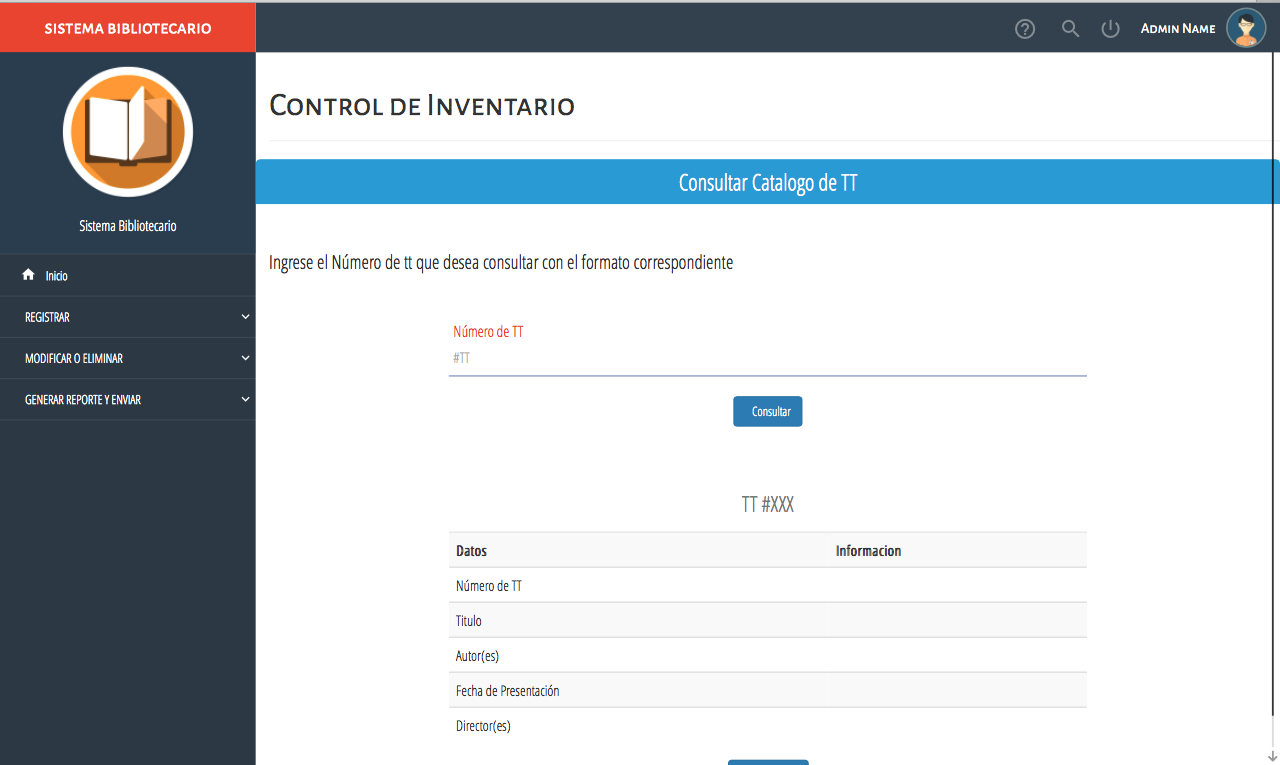 SISTEMA BIBLIOTECARIO
Admin Name
Sistema Bibliotecario
Inicio
REGISTRAR
MODIFICAR O ELIMINAR
GENERAR REPORTE Y ENVIAR
Control de Inventario
Consultar Catalogo de TT
Ingrese el Número de tt que desea consultar con el formato correspondiente
Número de TT
#TT
Consultar
TT #XXX
Datos Informacion
Número de TT
Titulo
Autor(es)
Fecha de Presentación
Director(es)